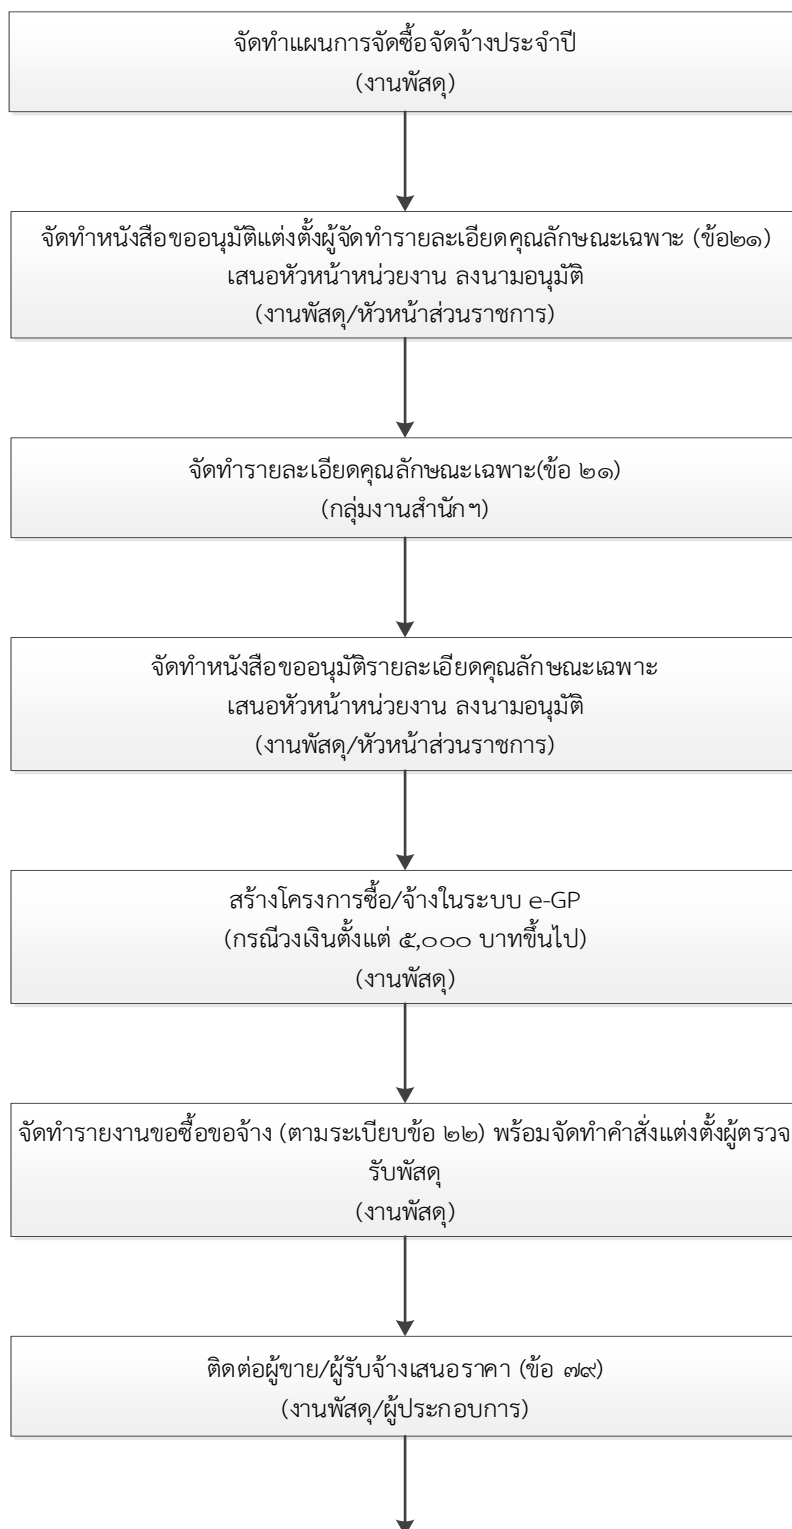 จัดทำแผนการจัดซื้อจัดจ้างประจำปี
(งานพัสดุ)
จัดทำหนังสือขออนุมัติแต่งตั้งผู้จัดทำรายละเอียดคุณลักษณะเฉพาะ (ข้อ๒๑)
เสนอหัวหน้าหน่วยงาน ลงนามอนุมัติ
(งานพัสดุ/หัวหน้าส่วนราชการ)
จัดทำรายละเอียดคุณลักษณะเฉพาะ(ข้อ ๒๑)
(กลุ่มงานสำนักฯ)
จัดทำหนังสือขออนุมัติรายละเอียดคุณลักษณะเฉพาะ
เสนอหัวหน้าหน่วยงาน ลงนามอนุมัติ
(งานพัสดุ/หัวหน้าส่วนราชการ)
สร้างโครงการซื้อ/จ้างในระบบ e-GP
(กรณีวงเงินตั้งแต่ ๕,๐๐๐ บาทขึ้นไป)
(งานพัสดุ)
จัดทำรายงานขอซื้อขอจ้าง (ตามระเบียบข้อ ๒๒) พร้อมจัดทำคำสั่งแต่งตั้งผู้ตรวจ
รับพัสดุ
(งานพัสดุ)
ติดต่อผู้ขาย/ผู้รับจ้างเสนอราคา (ข้อ ๗๙)
(งานพัสดุ/ผู้ประกอบการ)